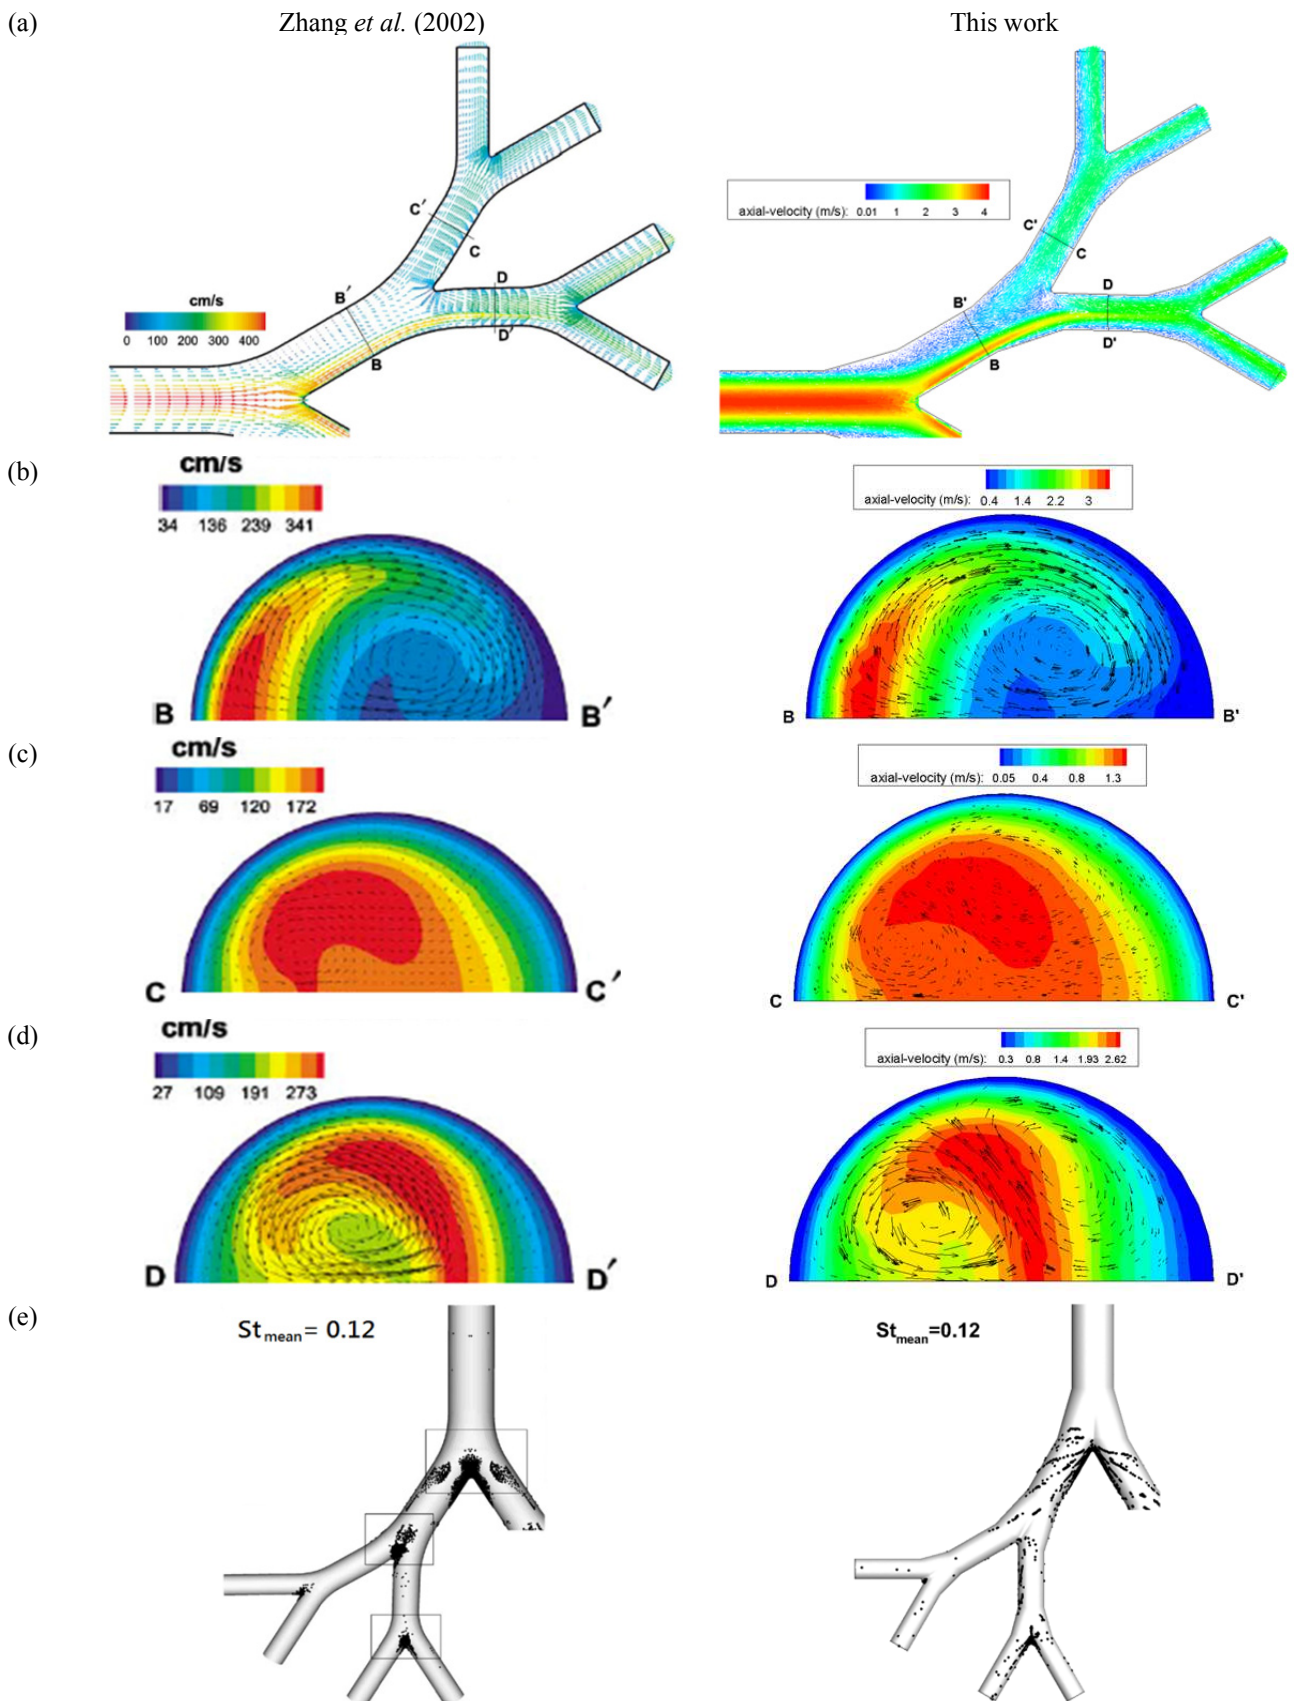 (a)
Zhang et al. (2002)
This work
cm/s
0 100 200 300 400
C′
C
D
D′
B′
B
axial-velocity (m/s): 0.01 1 2 3 4
C'
C
D
D'
B'
B
(b)
cm/s
34 136 239 341
B
B′
axial-velocity (m/s): 0.4 1.4 2.2 3
B
B'
(c)
cm/s
17 69 120 172
C
C′
axial-velocity (m/s): 0.05 0.4 0.8 1.3
C
C'
(d)
cm/s
27 109 191 273
D
D′
axial-velocity (m/s): 0.3 0.8 1.4 1.93 2.62
D
D'
(e)
Stmean= 0.12
Stmean=0.12